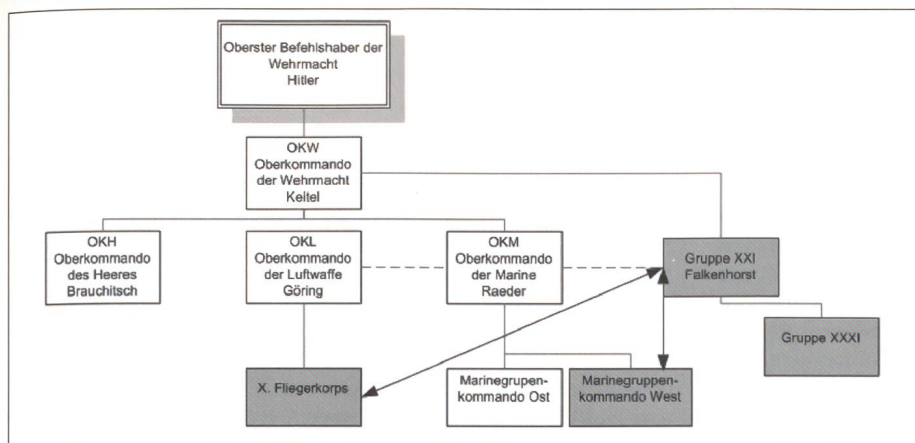 Oberster Befehlshaber der
Wehrmacht
Hitler
OKW
Oberkommando
der Wehrmacht
Keitel
OKH
Oberkommando
des Heeres
Brauchitsch
OKL
Oberkommando
der Luftwaffe
Göring
OKM
Oberkommando
der Marine
Raeder
Gruppe XXI
Falkenhorst
Gruppe XXXI
X. Fliegerkorps
Marinegrupen-
kommando Ost
Marinegruppen-
kommando West